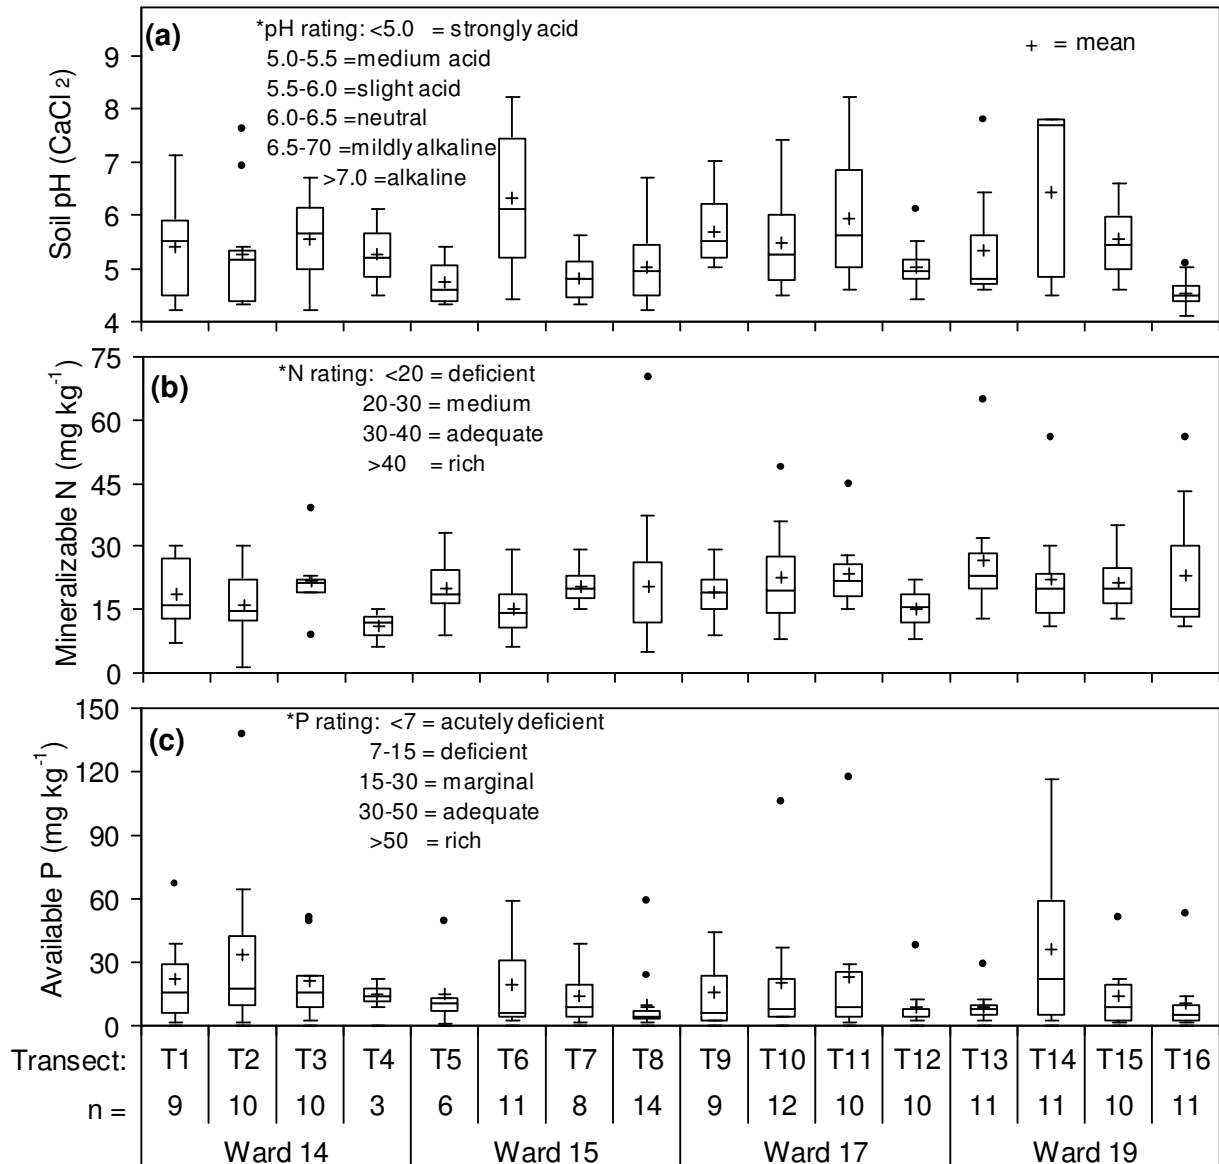 (a)
*pH rating: <5.0 = strongly acid
5.0-5.5 =medium acid
5.5-6.0 =slight acid
6.0-6.5 =neutral
6.5-70 =mildly alkaline
>7.0 =alkaline
+ = mean
Soil pH (CaCl 2)
9
8
7
6
5
4
(b)
*N rating: <20 = deficient
20-30 = medium
30-40 = adequate
>40 = rich
Mineralizable N (mg kg-1)
75
60
45
30
15
0
(c)
*P rating: <7 = acutely deficient
7-15 = deficient
15-30 = marginal
30-50 = adequate
>50 = rich
Available P (mg kg-1)
150
120
90
60
30
0
Transect: T1 T2 T3 T4 T5 T6 T7 T8 T9 T10 T11 T12 T13 T14 T15 T16
n = 9 10 10 3 6 11 8 14 9 12 10 10 11 11 10 11
Ward 14 Ward 15 Ward 17 Ward 19